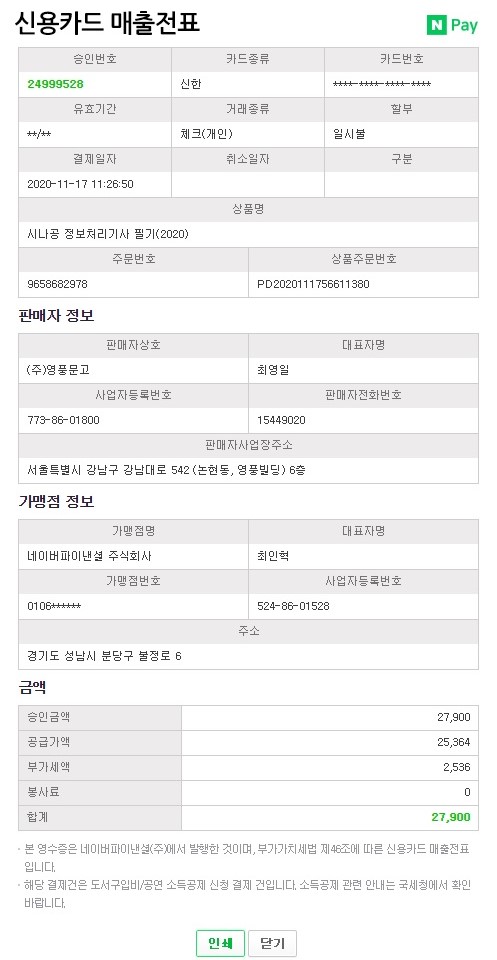 신용카드 매출전표
N Pay
승인번호 카드종류 카드번호
24999528 신한 ****-****-****-****
유효기간 거래종류 할부
**/** 체크(개인) 일시불
결제일자 취소일자 구분
2020-11-17 11:26:50
상품명
시나공 정보처리기사 필기(2020)
주문번호 상품주문번호
9658682978 PD2020111756611380
판매자 정보
판매자상호 대표자명
(주)영풍문고 최영일
사업자등록번호 판매자전화번호
773-86-01800 15449020
판매자사업장주소
서울특별시 강남구 강남대로 542 (논현동, 영풍빌딩) 6층
가맹점 정보
가맹점명 대표자명
네이버파이낸셜 주식회사 최인혁
가맹점번호 사업자등록번호
0106****** 524-86-01528
주소
경기도 성남시 분당구 불정로 6
금액
승인금액 27,900
공급가액 25,364
부가세액 2,536
봉사료 0
합계 27,900
· 본 영수증은 네이버파이낸셜(주)에서 발행한 것이며, 부가가치세법 제46조에 따른 신용카드 매출전표
입니다.
· 해당 결제건은 도서구입비/공연 소득공제 신청 결제 건입니다. 소득공제 관련 안내는 국세청에서 확인
바랍니다.
인쇄 닫기